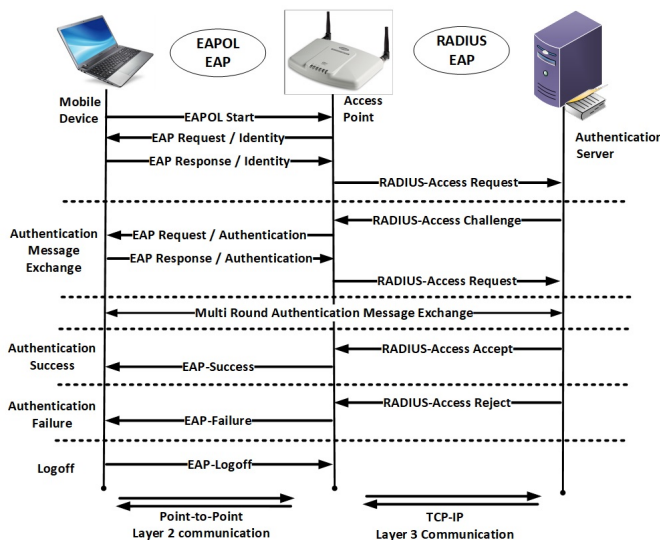 EAPOL
EAP
RADIUS
EAP
Mobile
Device
Access
Point
Authentication
Server
EAPOL Start
EAP Request / Identity
EAP Response / Identity
RADIUS-Access Request
RADIUS-Access Challenge
Authentication
Message
Exchange
EAP Request / Authentication
EAP Response / Authentication
RADIUS-Access Request
Multi Round Authentication Message Exchange
Authentication
Success
RADIUS-Access Accept
EAP-Success
RADIUS-Access Reject
Authentication
Failure
EAP-Failure
Logoff
EAP-Logoff
Point-to-Point
Layer 2 communication
TCP-IP
Layer 3 Communication